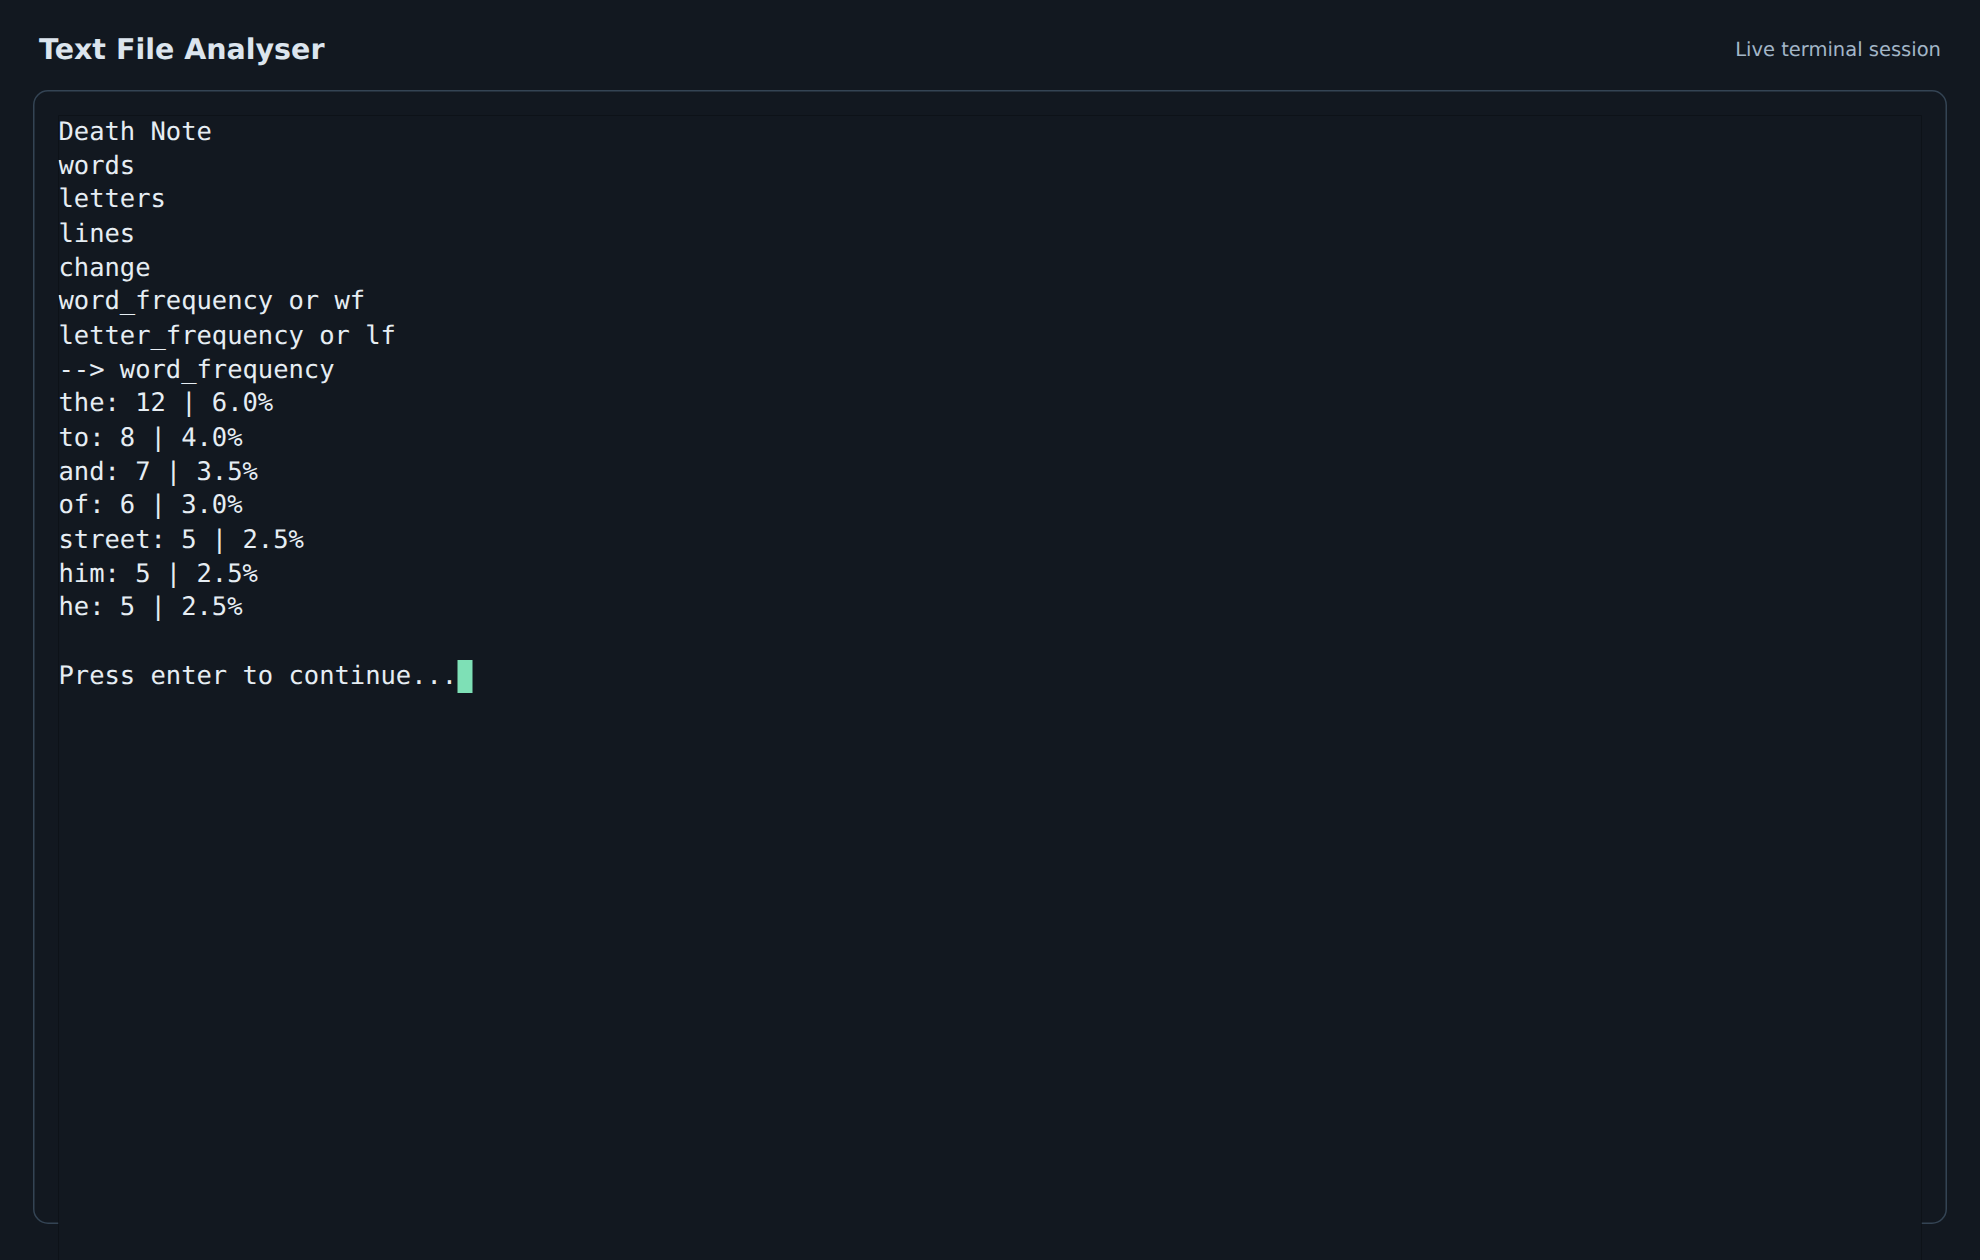 Text File Analyser
Live terminal session
Death Note
words
letters
lines
change
word_frequency or wf
letter_frequency or lf
--> word_frequency
the: 12 | 6.0%
to: 8 | 4.0%
and: 7 | 3.5%
of: 6 | 3.0%
street: 5 | 2.5%
him: 5 | 2.5%
he: 5 | 2.5%
Press enter to continue...